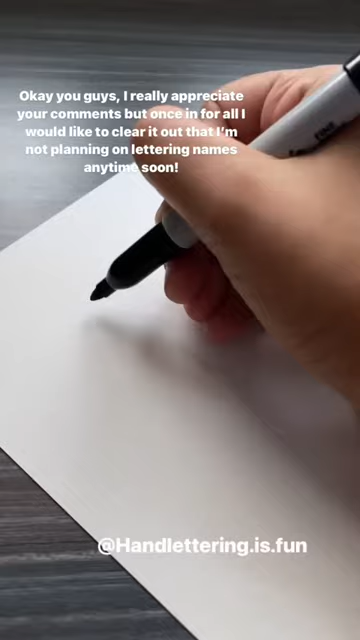 Okay you guys, I really appreciate
your comments but once in for all I
would like to clear it out that I'm
not planning on lettering names
anytime soon!
FINE
@Handlettering.is.fun